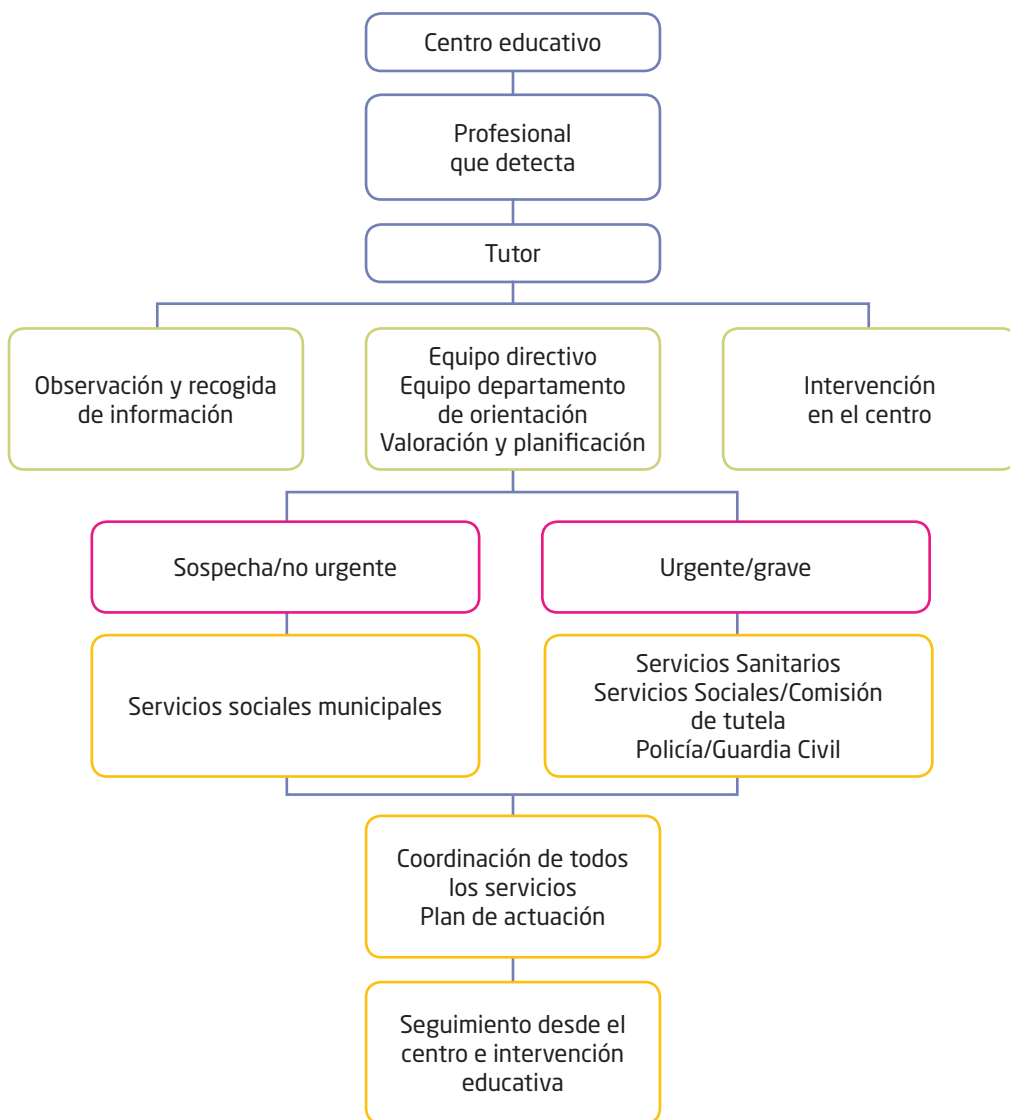 Centro educativo
Profesional
que detecta
Tutor
Observación y recogida
de información
Equipo directivo
Equipo departamento
de orientación
Valoración y planificación
Intervención
en el centro
Sospecha/no urgente
Urgente/grave
Servicios sociales municipales
Servicios Sanitarios
Servicios Sociales/Comisión
de tutela
Policía/Guardia Civil
Coordinación de todos
los servicios
Plan de actuación
Seguimiento desde el
centro e intervención
educativa